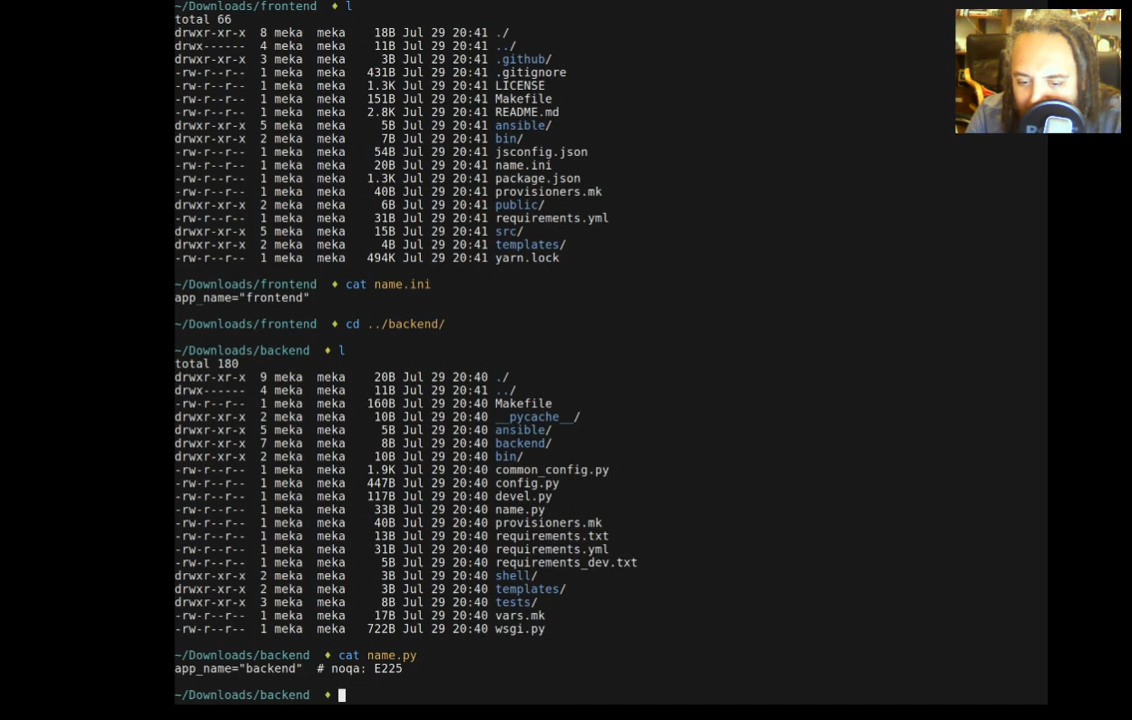 ~/Downloads/frontend ♦ l
total 66
drwxr-xr-x 8 meka meka 18B Jul 29 20:41 ./
drwx------ 4 meka meka 11B Jul 29 20:41 ../
drwxr-xr-x 3 meka meka 3B Jul 29 20:41 .github/
-rw-r--r-- 1 meka meka 431B Jul 29 20:41 .gitignore
-rw-r--r-- 1 meka meka 1.3K Jul 29 20:41 LICENSE
-rw-r--r-- 1 meka meka 151B Jul 29 20:41 Makefile
-rw-r--r-- 1 meka meka 2.8K Jul 29 20:41 README.md
drwxr-xr-x 5 meka meka 5B Jul 29 20:41 ansible/
drwxr-xr-x 2 meka meka 7B Jul 29 20:41 bin/
-rw-r--r-- 1 meka meka 54B Jul 29 20:41 jsconfig.json
-rw-r--r-- 1 meka meka 20B Jul 29 20:41 name.ini
-rw-r--r-- 1 meka meka 1.3K Jul 29 20:41 package.json
-rw-r--r-- 1 meka meka 40B Jul 29 20:41 provisioners.mk
drwxr-xr-x 2 meka meka 6B Jul 29 20:41 public/
-rw-r--r-- 1 meka meka 31B Jul 29 20:41 requirements.yml
drwxr-xr-x 5 meka meka 15B Jul 29 20:41 src/
drwxr-xr-x 2 meka meka 4B Jul 29 20:41 templates/
-rw-r--r-- 1 meka meka 494K Jul 29 20:41 yarn.lock
~/Downloads/frontend ♦ cat name.ini
app_name="frontend"
~/Downloads/frontend ♦ cd ../backend/
~/Downloads/backend ♦ l
total 180
drwxr-xr-x 9 meka meka 20B Jul 29 20:40 ./
drwx------ 4 meka meka 11B Jul 29 20:41 ../
-rw-r--r-- 1 meka meka 160B Jul 29 20:40 Makefile
drwxr-xr-x 2 meka meka 10B Jul 29 20:40 __pycache__/
drwxr-xr-x 5 meka meka 5B Jul 29 20:40 ansible/
drwxr-xr-x 7 meka meka 8B Jul 29 20:40 backend/
drwxr-xr-x 2 meka meka 10B Jul 29 20:40 bin/
-rw-r--r-- 1 meka meka 1.9K Jul 29 20:40 common_config.py
-rw-r--r-- 1 meka meka 447B Jul 29 20:40 config.py
-rw-r--r-- 1 meka meka 117B Jul 29 20:40 devel.py
-rw-r--r-- 1 meka meka 33B Jul 29 20:40 name.py
-rw-r--r-- 1 meka meka 40B Jul 29 20:40 provisioners.mk
-rw-r--r-- 1 meka meka 13B Jul 29 20:40 requirements.txt
-rw-r--r-- 1 meka meka 31B Jul 29 20:40 requirements.yml
-rw-r--r-- 1 meka meka 5B Jul 29 20:40 requirements_dev.txt
drwxr-xr-x 2 meka meka 3B Jul 29 20:40 shell/
drwxr-xr-x 2 meka meka 3B Jul 29 20:40 templates/
drwxr-xr-x 3 meka meka 8B Jul 29 20:40 tests/
-rw-r--r-- 1 meka meka 17B Jul 29 20:40 vars.mk
-rw-r--r-- 1 meka meka 722B Jul 29 20:40 wsgi.py
~/Downloads/backend ♦ cat name.py
app_name="backend" # noqa: E225
~/Downloads/backend ♦